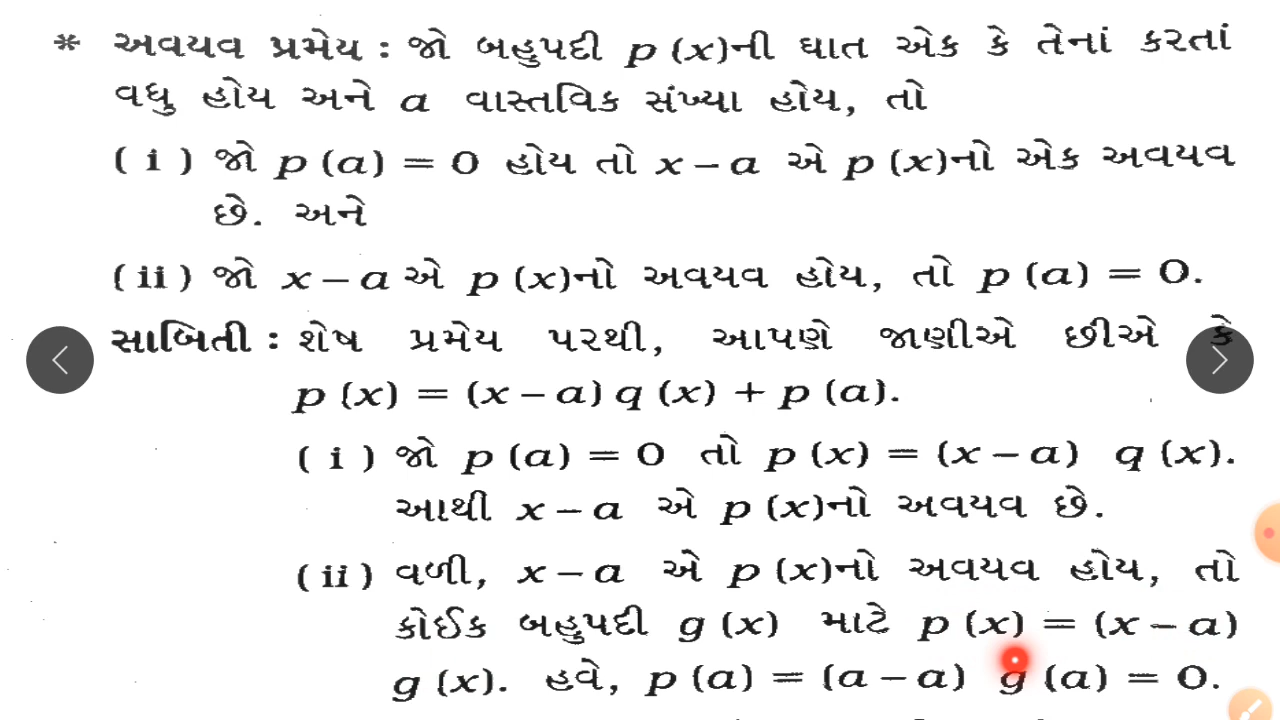 * અવયવ પ્રમેય : જો બહુપદી p (x)ની ઘાત એક કે તેનાં કરતાં
વધુ હોય અને a વાસ્તવિક સંખ્યા હોય, તો
( i ) જો p (a) = 0 હોય તો x – a એ p (x)નો એક અવયવ
છે. અને
( ii ) જો x – a એ p (x)નો અવયવ હોય, તો p (a) = 0.
સાબિતી : શેષ પ્રમેય પરથી, આપણે જાણીએ છીએ કે
p (x) = (x – a) q (x) + p (a).
( i ) જો p (a) = 0 તો p (x) = (x – a) q (x).
આથી x – a એ p (x)નો અવયવ છે.
( ii ) વળી, x – a એ p (x)નો અવયવ હોય, તો
કોઈક બહુપદી g (x) માટે p (x) = (x – a)
g (x). હવે, p (a) = (a – a) g (a) = 0.